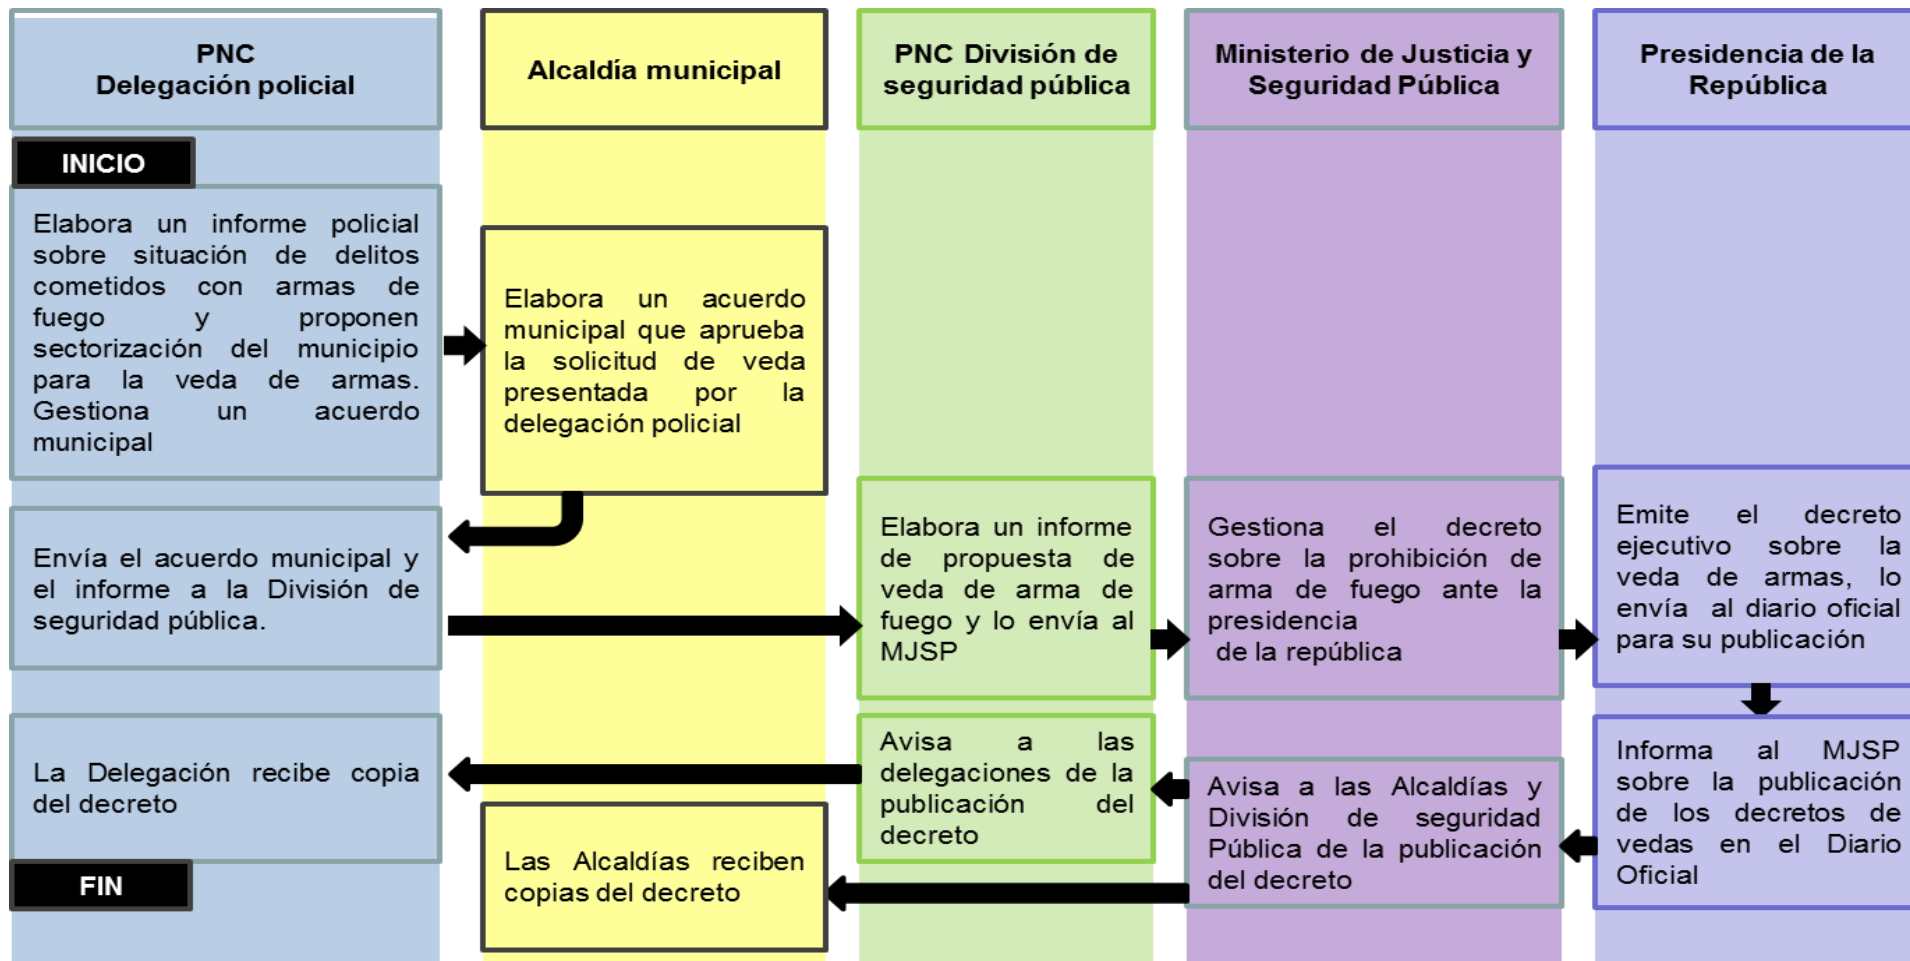 PNC
Delegación policial
Alcaldía municipal
PNC División de
seguridad pública
Ministerio de Justicia y
Seguridad Pública
Presidencia de la
República
INICIO
Elabora un informe policial
sobre situación de delitos
cometidos con armas de
fuego y proponen
sectorización del municipio
para la veda de armas.
Gestiona un acuerdo
municipal
Elabora un acuerdo
municipal que aprueba
la solicitud de veda
presentada por la
delegación policial
Envía el acuerdo municipal y
el informe a la División de
seguridad pública.
Elabora un informe
de propuesta de
veda de arma de
fuego y lo envía al
MJSP
Gestiona el decreto
sobre la prohibición de
arma de fuego ante la
presidencia
de la república
Emite el decreto
ejecutivo sobre la
veda de armas, lo
envía al diario oficial
para su publicación
Informa al MJSP
sobre la publicación
de los decretos de
vedas en el Diario
Oficial
Avisa a las Alcaldías y
División de seguridad
Pública de la publicación
del decreto
Avisa a las
delegaciones de la
publicación del
decreto
La Delegación recibe copia
del decreto
Las Alcaldías reciben
copias del decreto
FIN